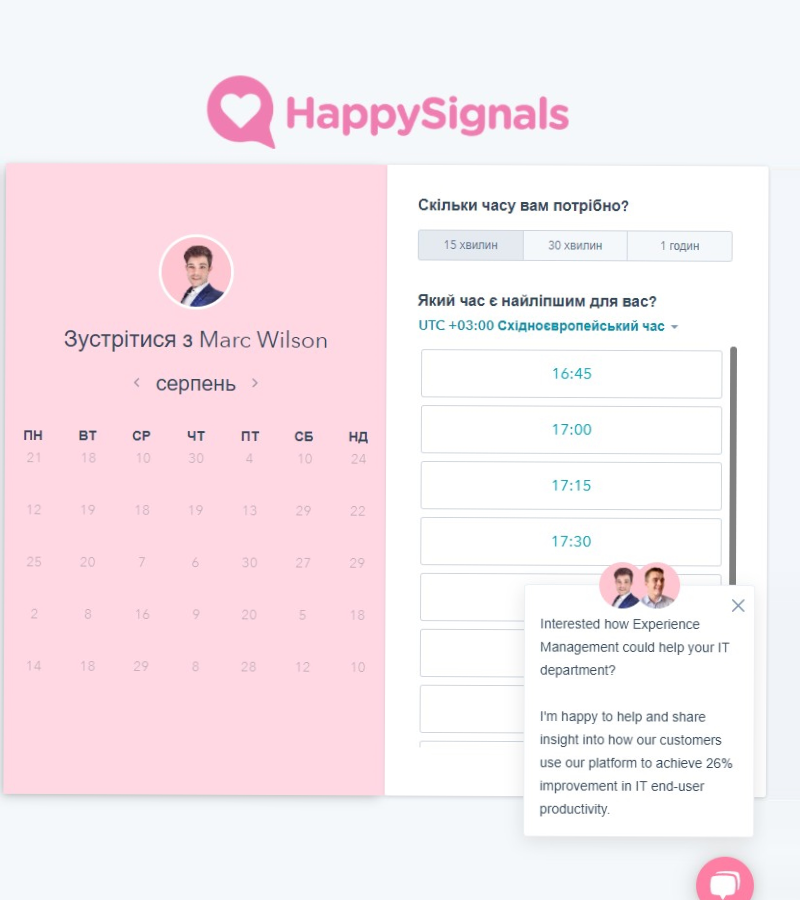 HappySignals
Зустрітися з Marc Wilson
серпень
ПН ВТ СР ЧТ ПТ СБ НД
21 18 10 30 4 10 24
12 19 18 19 13 29 22
25 20 7 6 30 27 29
2 8 16 9 20 5 18
14 18 29 8 28 12 10
Скільки часу вам потрібно?
15 хвилин 30 хвилин 1 годин
Який час є найліпшим для вас?
UTC +03:00 Східноєвропейський час
16:45
17:00
17:15
17:30
Interested how Experience
Management could help your IT
department?
I'm happy to help and share
insight into how our customers
use our platform to achieve 26%
improvement in IT end-user
productivity.